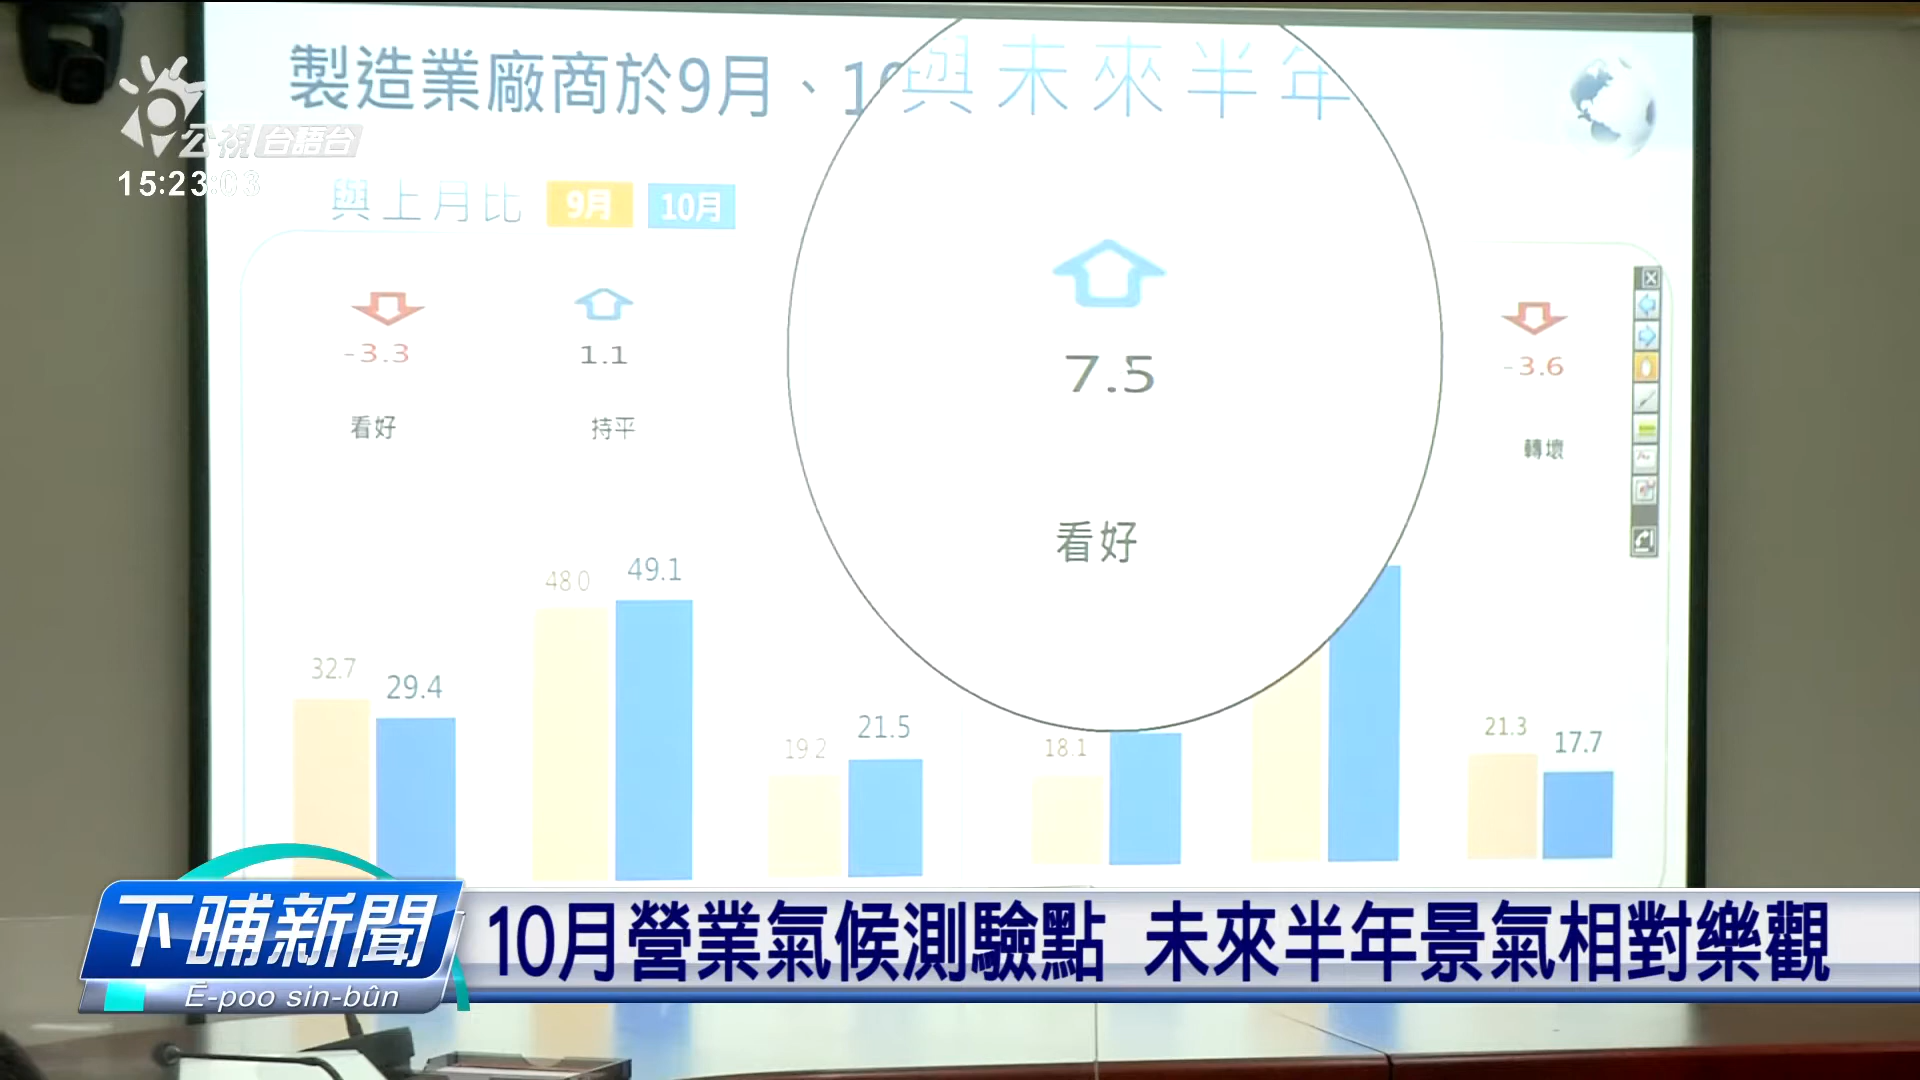 製造業廠商於9月、10
與未來半年
公視台語台
15:23:03
與上月比 9月 10月
-3.3 1.1 7.5 -3.6
看好 持平 看好 轉壞
48.0 49.1
32.7 29.4
19.2 21.5 18.1 21.3 17.7
下晡新聞
Ē-poo sin-bûn
10月營業氣候測驗點 未來半年景氣相對樂觀